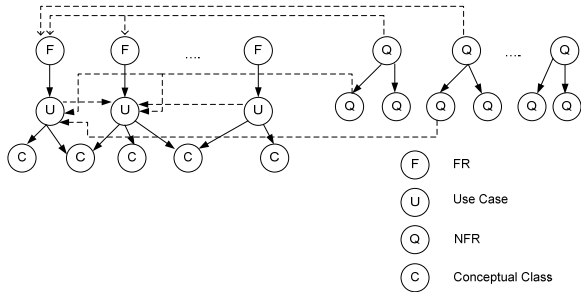 F F .... F Q Q .... Q
U U U Q Q Q Q Q Q
C C C C C
F FR
U Use Case
Q NFR
C Conceptual Class